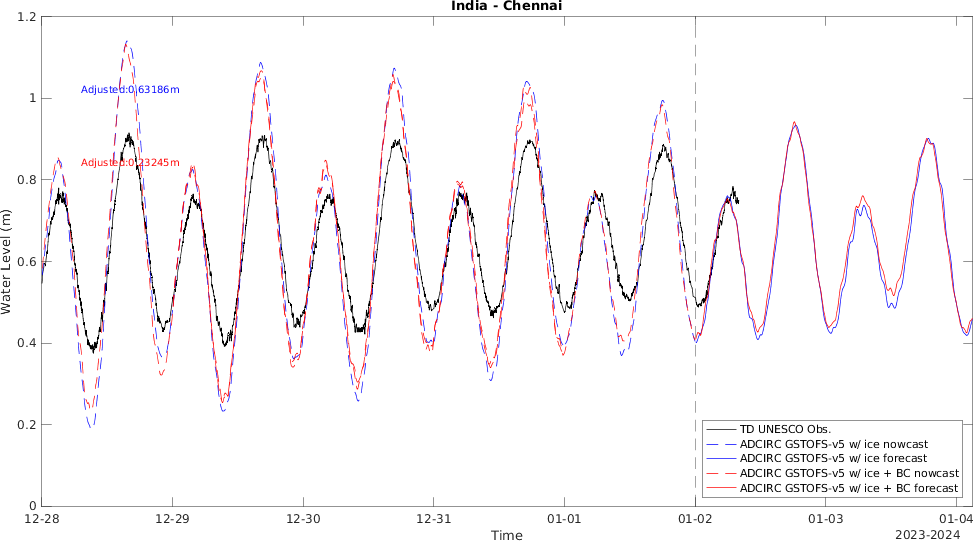 India - Chennai
1.2
1
0.8
0.6
0.4
0.2
0
Water Level (m)
Adjusted:0.63186m
Adjusted:0.23245m
TD UNESCO Obs.
ADCIRC GSTOFS-v5 w/ ice nowcast
ADCIRC GSTOFS-v5 w/ ice forecast
ADCIRC GSTOFS-v5 w/ ice + BC nowcast
ADCIRC GSTOFS-v5 w/ ice + BC forecast
12-28 12-29 12-30 12-31 01-01 01-02 01-03 01-04
Time
2023-2024